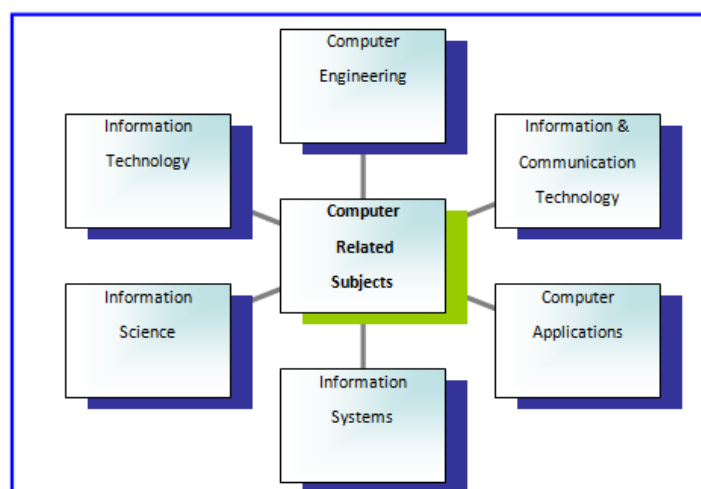 Computer
Engineering
Information
Technology
Information &
Communication
Technology
Computer
Related
Subjects
Information
Science
Computer
Applications
Information
Systems